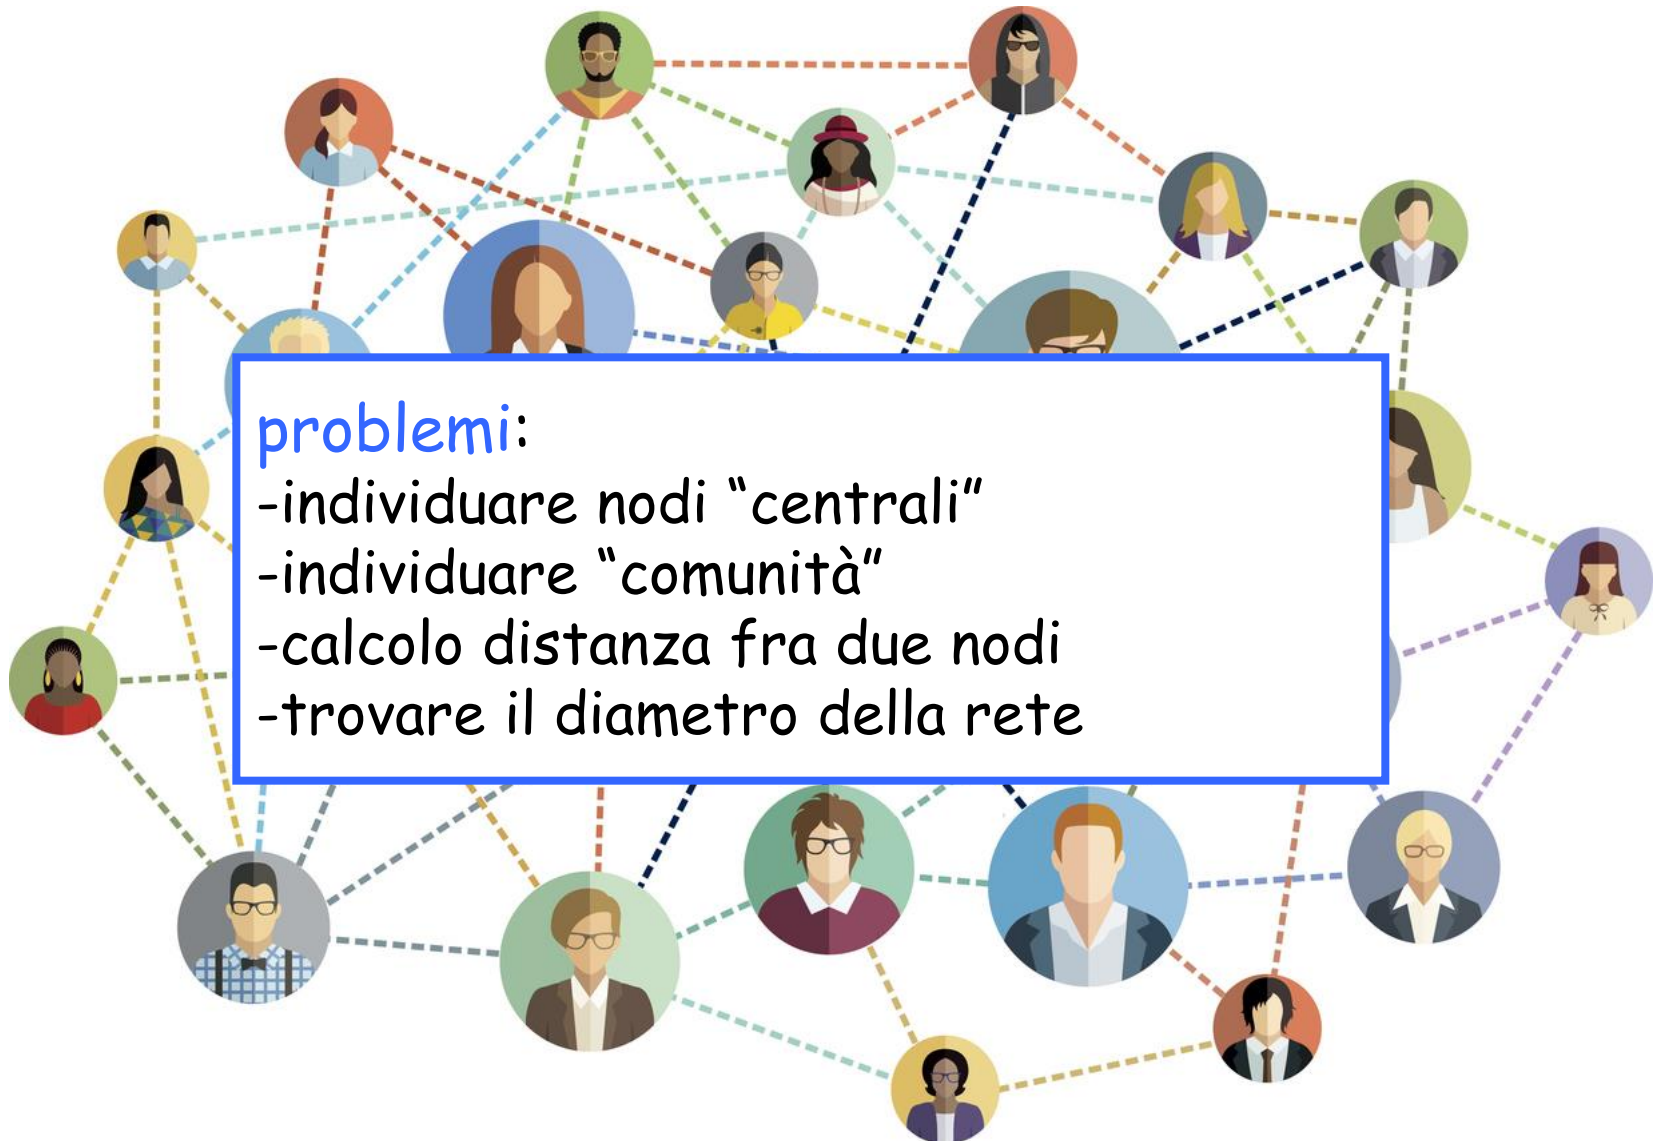 problemi:
-individuare nodi “centrali”
-individuare “comunità”
-calcolo distanza fra due nodi
-trovare il diametro della rete